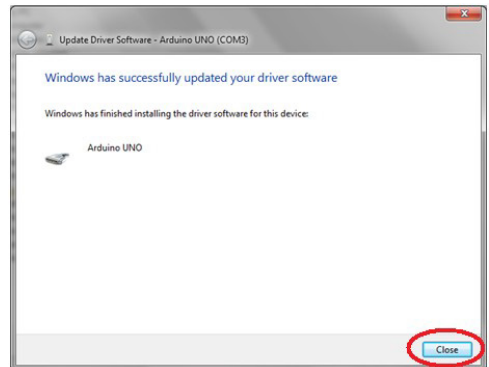 Update Driver Software - Arduino UNO (COM3)
Windows has successfully updated your driver software
Windows has finished installing the driver software for this device:
Arduino UNO
Close